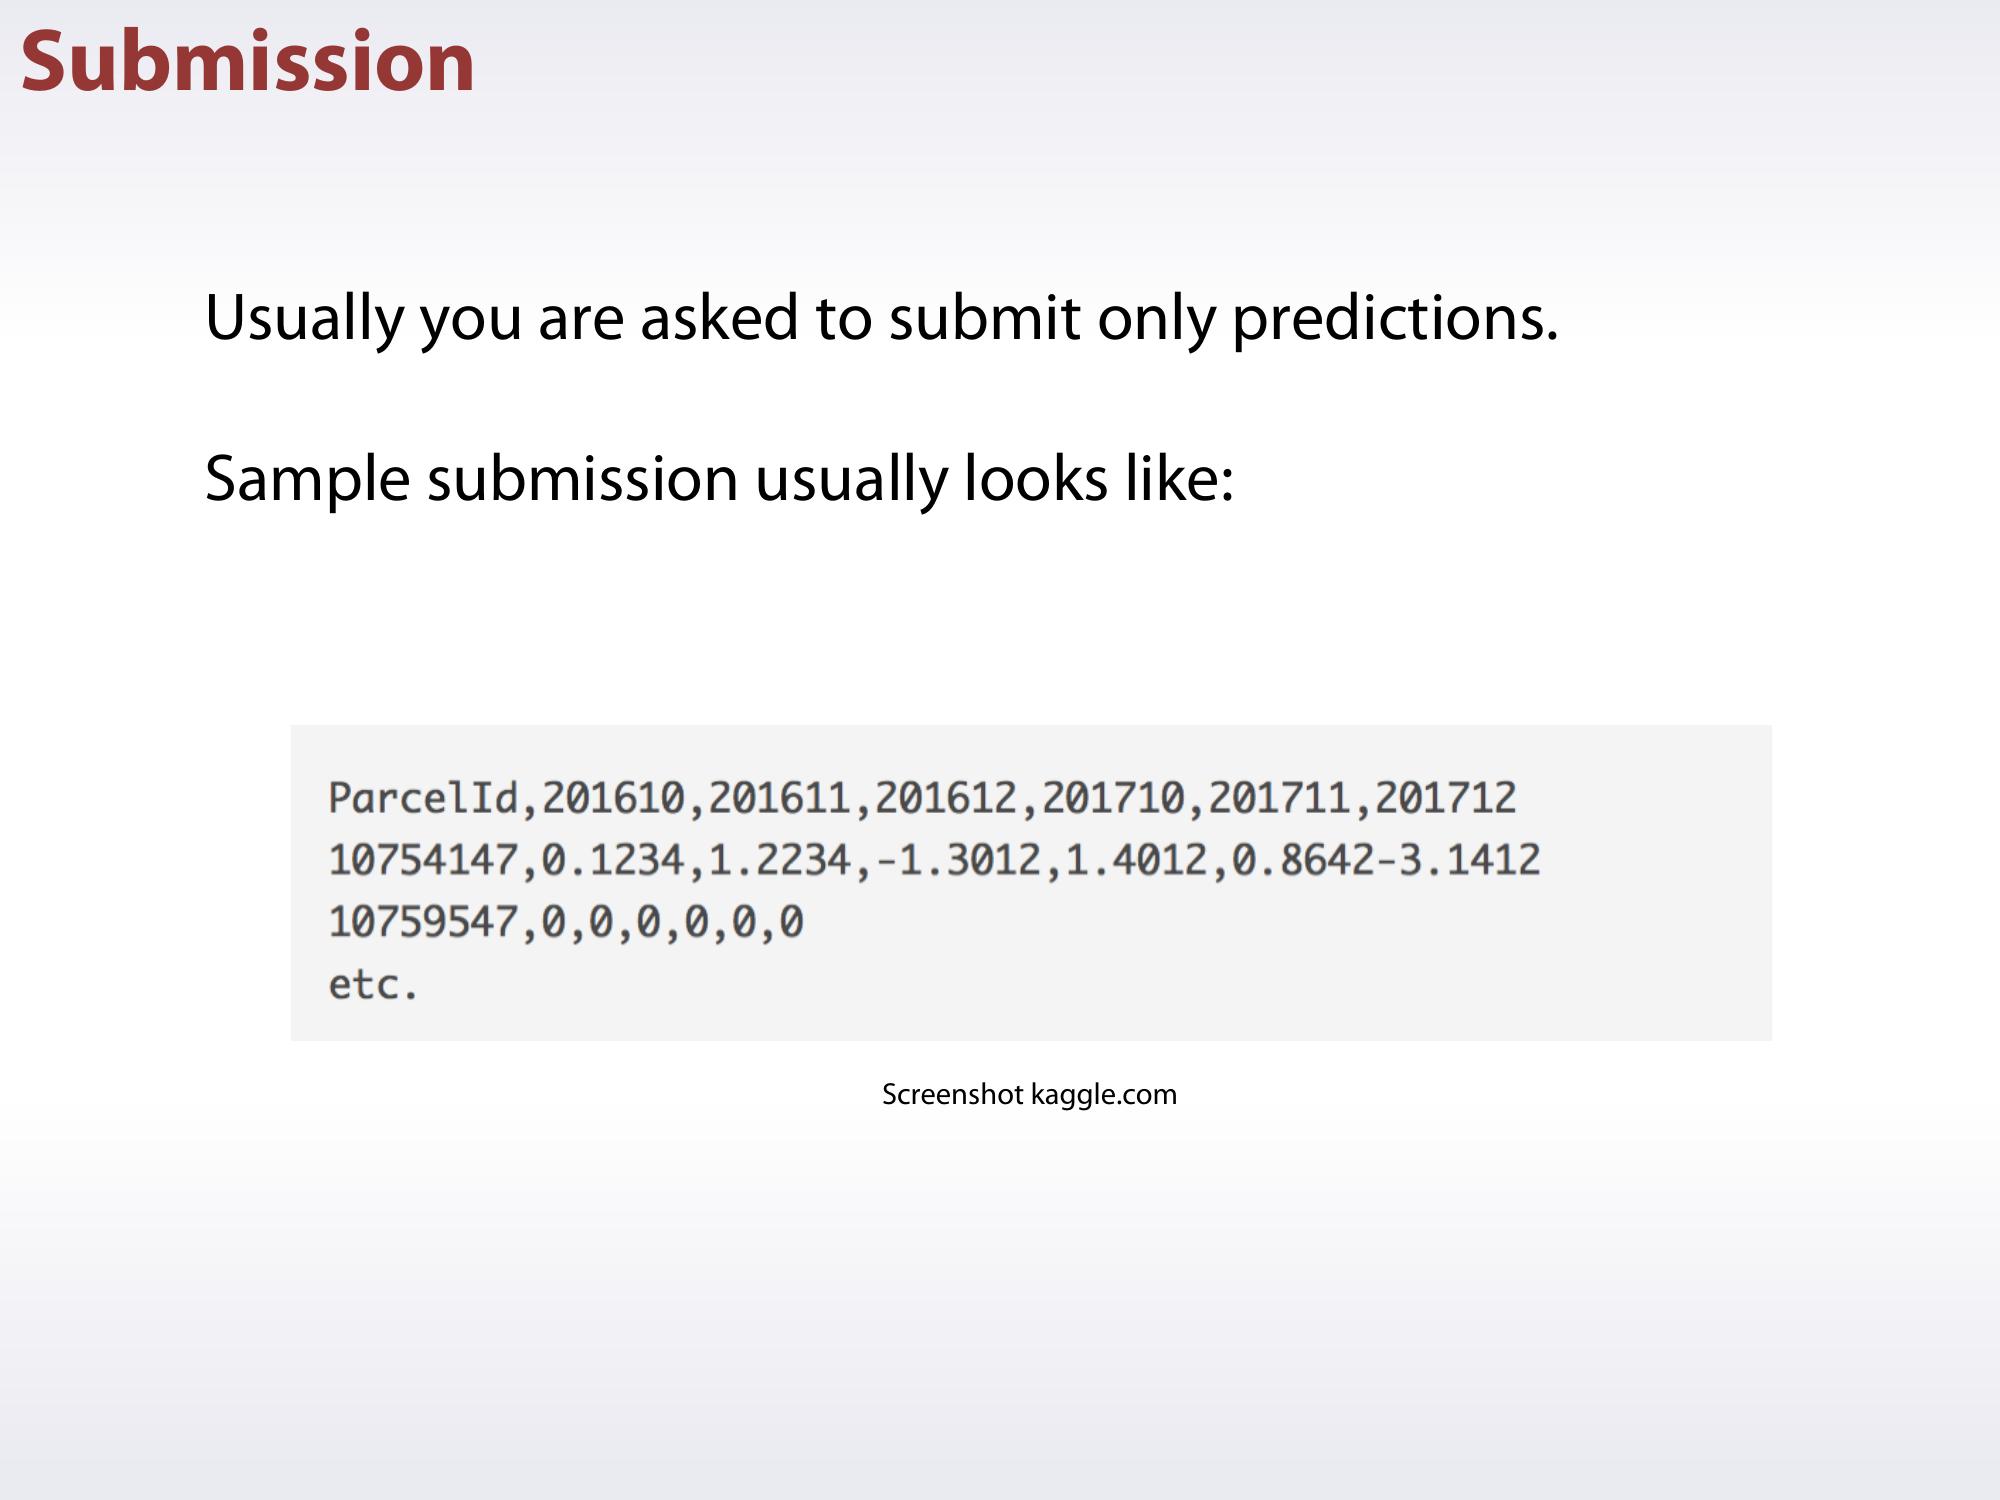 Submission
Usually you are asked to submit only predictions.
Sample submission usually looks like:
ParcelId,201610,201611,201612,201710,201711,201712
10754147,0.1234,1.2234,-1.3012,1.4012,0.8642-3.1412
10759547,0,0,0,0,0,0
etc.
Screenshot kaggle.com